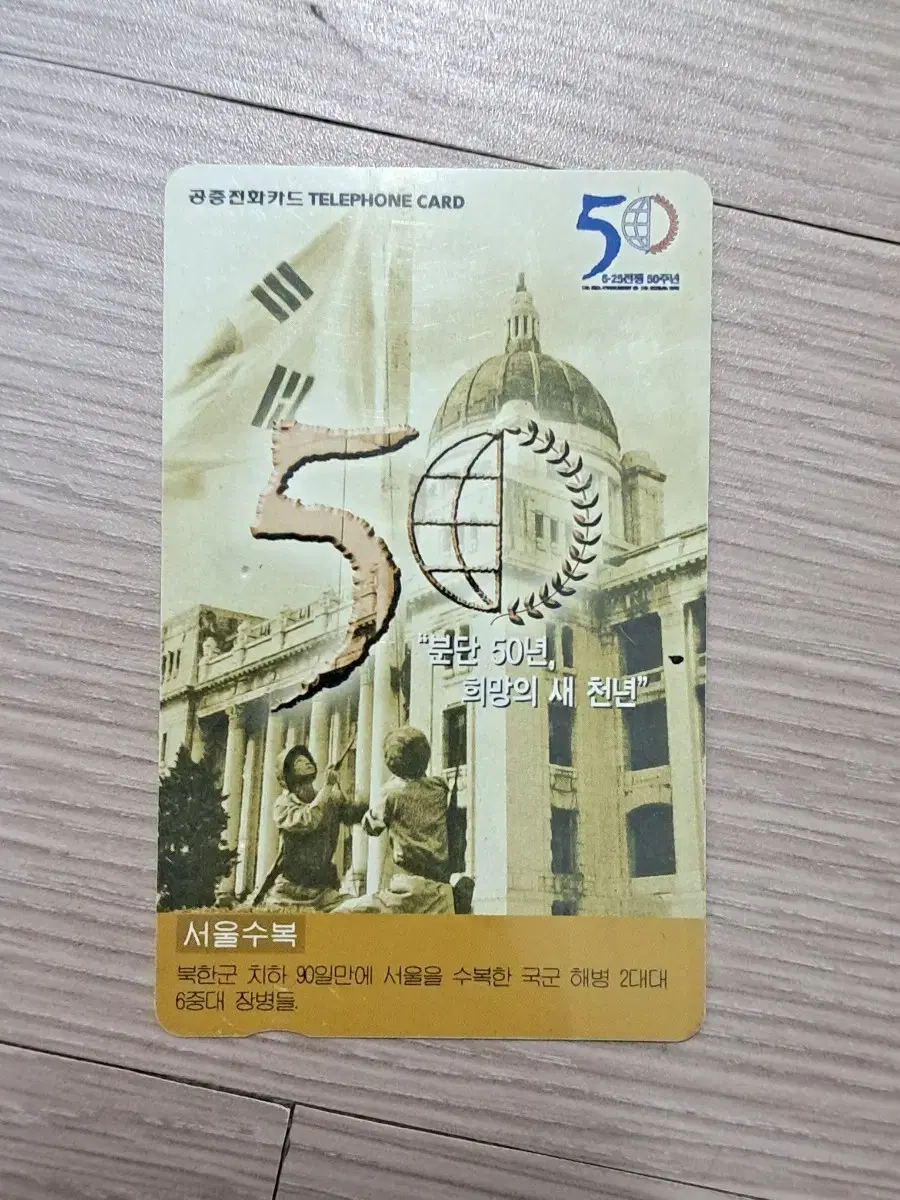 공중전화카드 TELEPHONE CARD
50
6·25전쟁 50주년
50
"분단 50년,
희망의 새 천년"
서울수복
북한군 치하 90일만에 서울을 수복한 국군 해병 2대대
6중대 장병들.